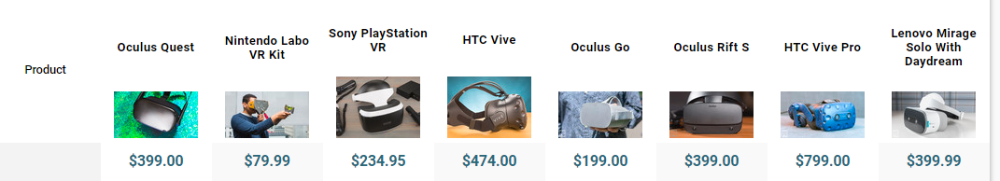 Product
Oculus Quest
Nintendo Labo
VR Kit
Sony PlayStation
VR
HTC Vive
Oculus Go
Oculus Rift S
HTC Vive Pro
Lenovo Mirage
Solo With
Daydream
$399.00
$79.99
$234.95
$474.00
$199.00
$399.00
$799.00
$399.99